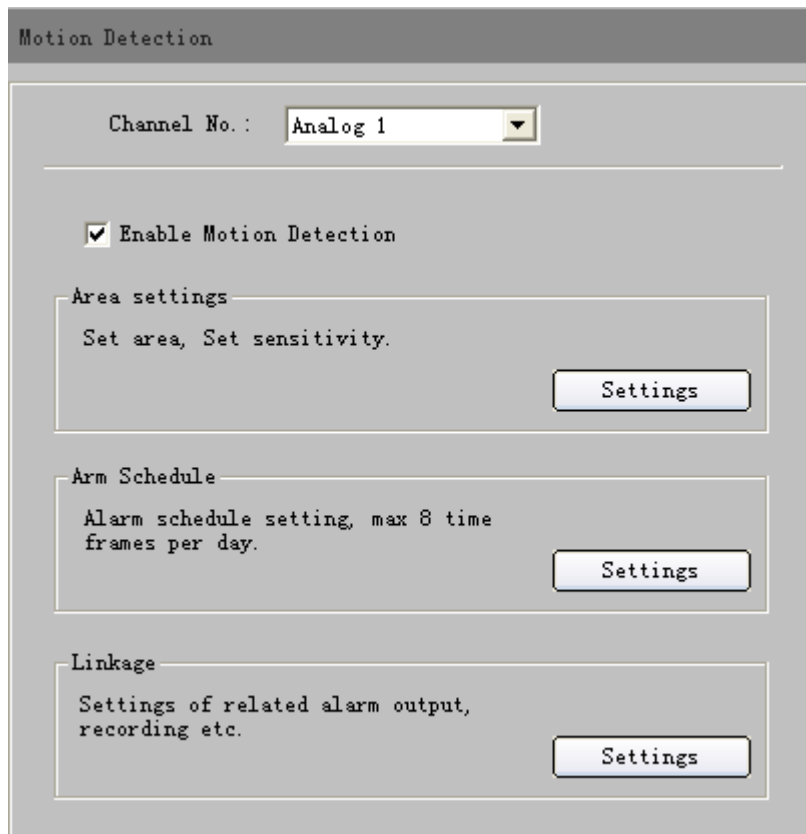 Motion Detection
Channel No.: Analog 1
Enable Motion Detection
Area settings
Set area, Set sensitivity.
Settings
Arm Schedule
Alarm schedule setting, max 8 time
frames per day.
Settings
Linkage
Settings of related alarm output,
recording etc.
Settings